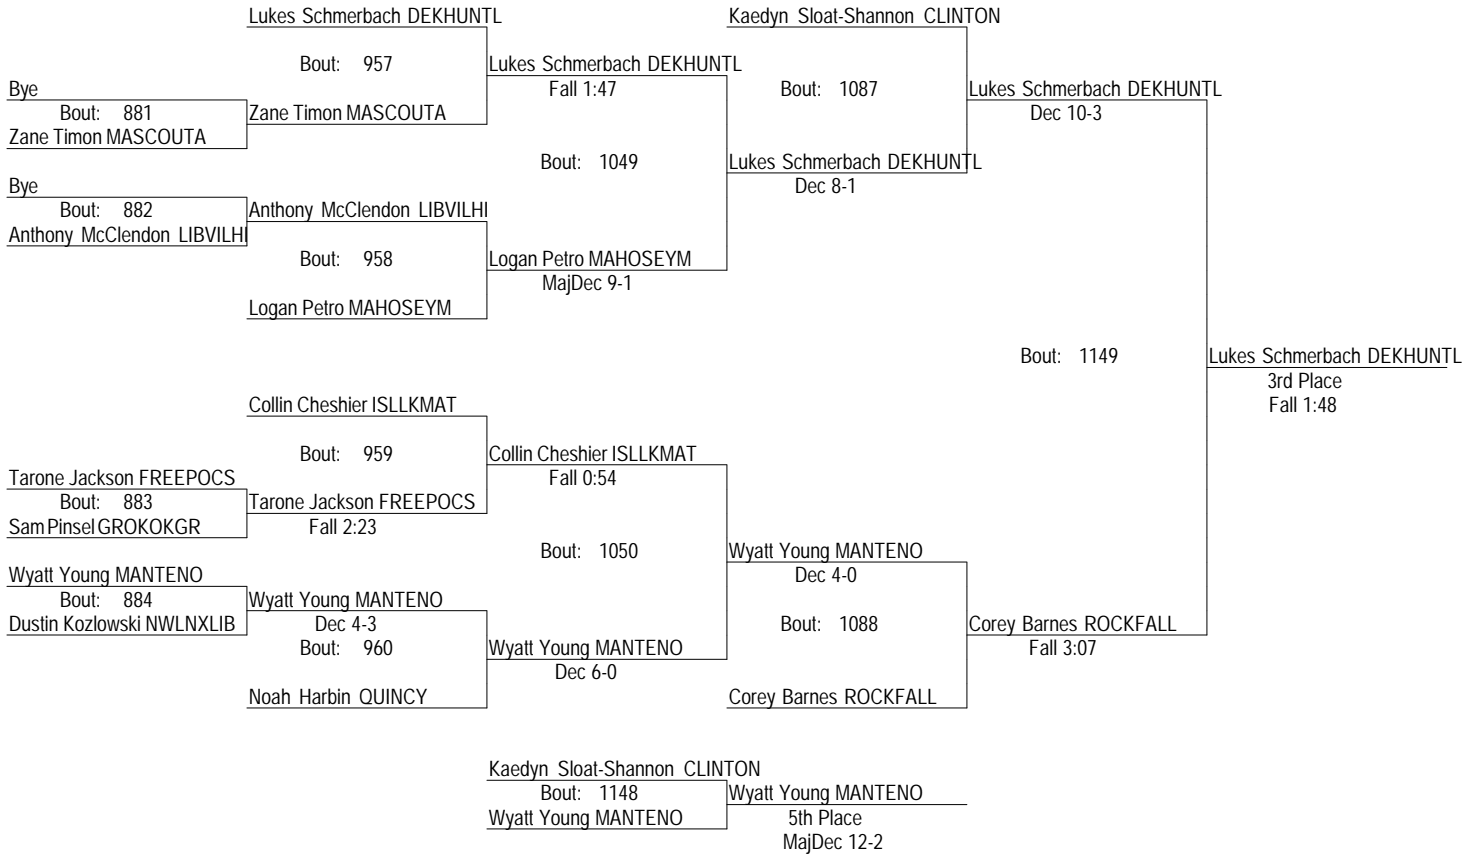 Lukes Schmerbach DEKHUNTL
Kaedyn Sloat-Shannon CLINTON
Bout: 957
Lukes Schmerbach DEKHUNTL
Fall 1:47
Bye
Bout: 881
Zane Timon MASCOUTA
Zane Timon MASCOUTA
Bout: 1087
Lukes Schmerbach DEKHUNTL
Dec 10-3
Bout: 1049
Lukes Schmerbach DEKHUNTL
Dec 8-1
Bye
Bout: 882
Anthony McClendon LIBVILHI
Anthony McClendon LIBVILHI
Bout: 958
Logan Petro MAHOSEYM
MajDec 9-1
Logan Petro MAHOSEYM
Bout: 1149
Lukes Schmerbach DEKHUNTL
3rd Place
Fall 1:48
Collin Cheshier ISLLKMAT
Bout: 959
Collin Cheshier ISLLKMAT
Fall 0:54
Tarone Jackson FREEPOCS
Bout: 883
Sam Pinsel GROKOKGR
Tarone Jackson FREEPOCS
Fall 2:23
Bout: 1050
Wyatt Young MANTENO
Dec 4-0
Wyatt Young MANTENO
Bout: 884
Dustin Kozlowski NWLNXLIB
Wyatt Young MANTENO
Dec 4-3
Bout: 960
Wyatt Young MANTENO
Dec 6-0
Noah Harbin QUINCY
Bout: 1088
Corey Barnes ROCKFALL
Fall 3:07
Corey Barnes ROCKFALL
Kaedyn Sloat-Shannon CLINTON
Bout: 1148
Wyatt Young MANTENO
Wyatt Young MANTENO
5th Place
MajDec 12-2